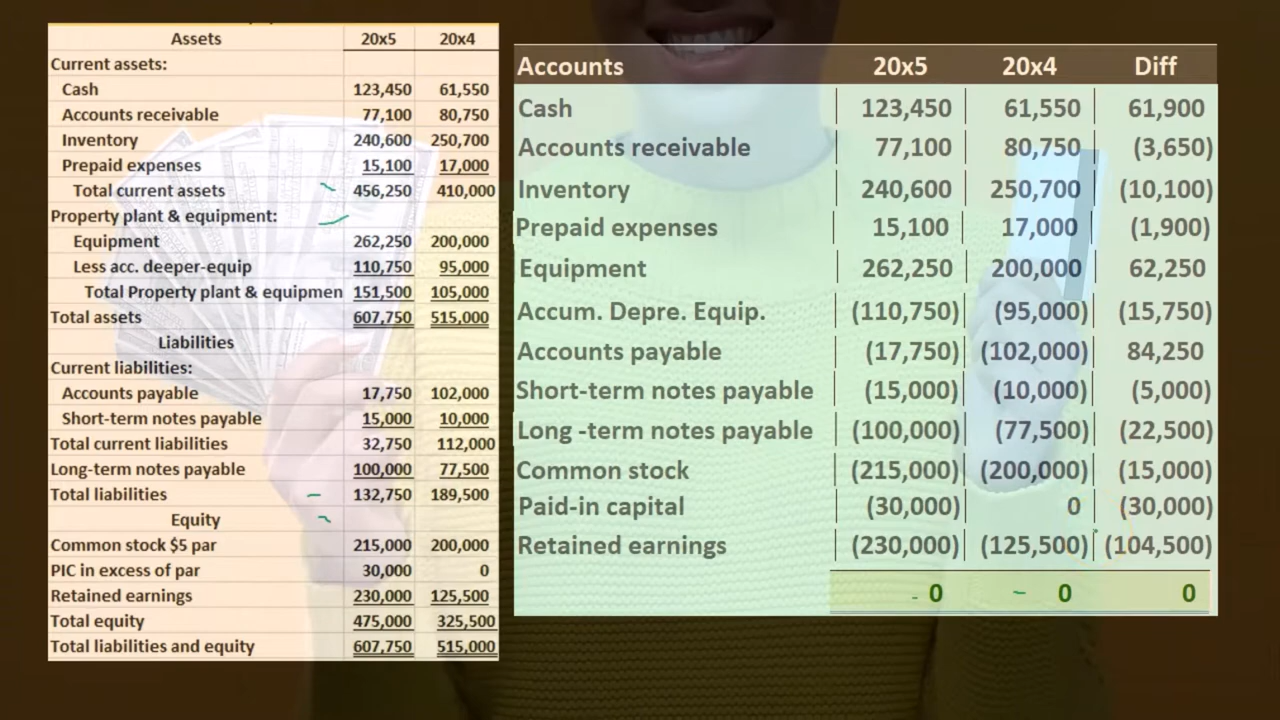 Assets 20x5 20x4
Current assets:
Cash 123,450 61,550
Accounts receivable 77,100 80,750
Inventory 240,600 250,700
Prepaid expenses 15,100 17,000
Total current assets 456,250 410,000
Property plant & equipment:
Equipment 262,250 200,000
Less acc. deeper-equip 110,750 95,000
Total Property plant & equipmen 151,500 105,000
Total assets 607,750 515,000
Liabilities
Current liabilities:
Accounts payable 17,750 102,000
Short-term notes payable 15,000 10,000
Total current liabilities 32,750 112,000
Long-term notes payable 100,000 77,500
Total liabilities 132,750 189,500
Equity
Common stock $5 par 215,000 200,000
PIC in excess of par 30,000 0
Retained earnings 230,000 125,500
Total equity 475,000 325,500
Total liabilities and equity 607,750 515,000
Accounts 20x5 20x4 Diff
Cash 123,450 61,550 61,900
Accounts receivable 77,100 80,750 (3,650)
Inventory 240,600 250,700 (10,100)
Prepaid expenses 15,100 17,000 (1,900)
Equipment 262,250 200,000 62,250
Accum. Depre. Equip. (110,750) (95,000) (15,750)
Accounts payable (17,750) (102,000) 84,250
Short-term notes payable (15,000) (10,000) (5,000)
Long -term notes payable (100,000) (77,500) (22,500)
Common stock (215,000) (200,000) (15,000)
Paid-in capital (30,000) 0 (30,000)
Retained earnings (230,000) (125,500) (104,500)
0 0 0